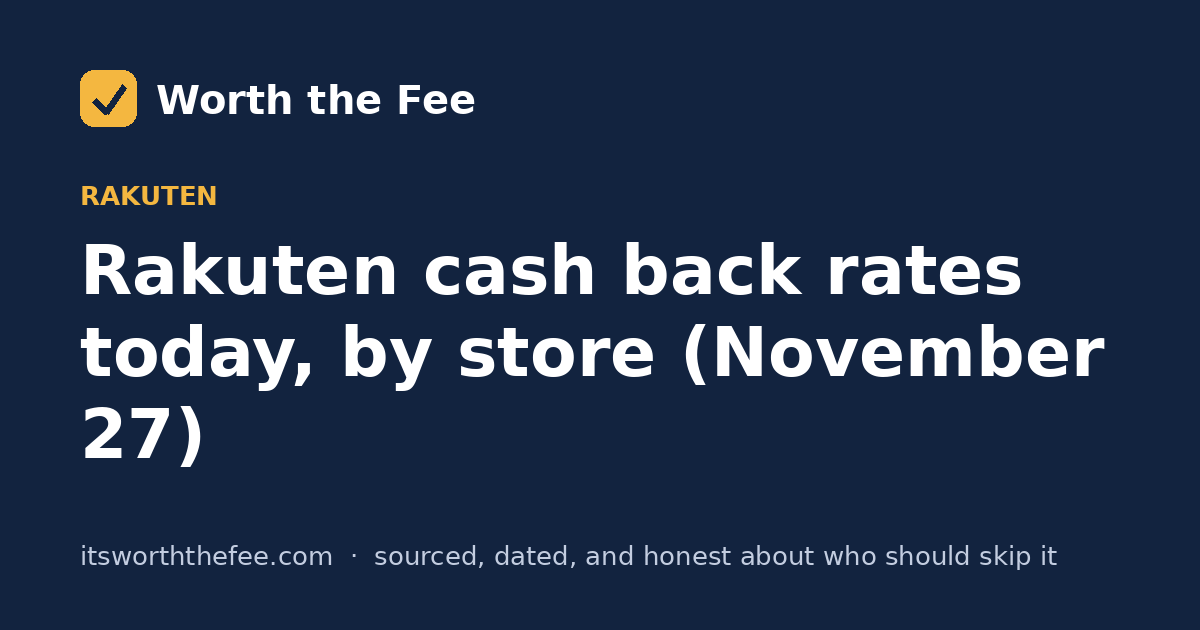 Worth the Fee
RAKUTEN
Rakuten cash back rates
today, by store (November
27)
itsworththefee.com · sourced, dated, and honest about who should skip it